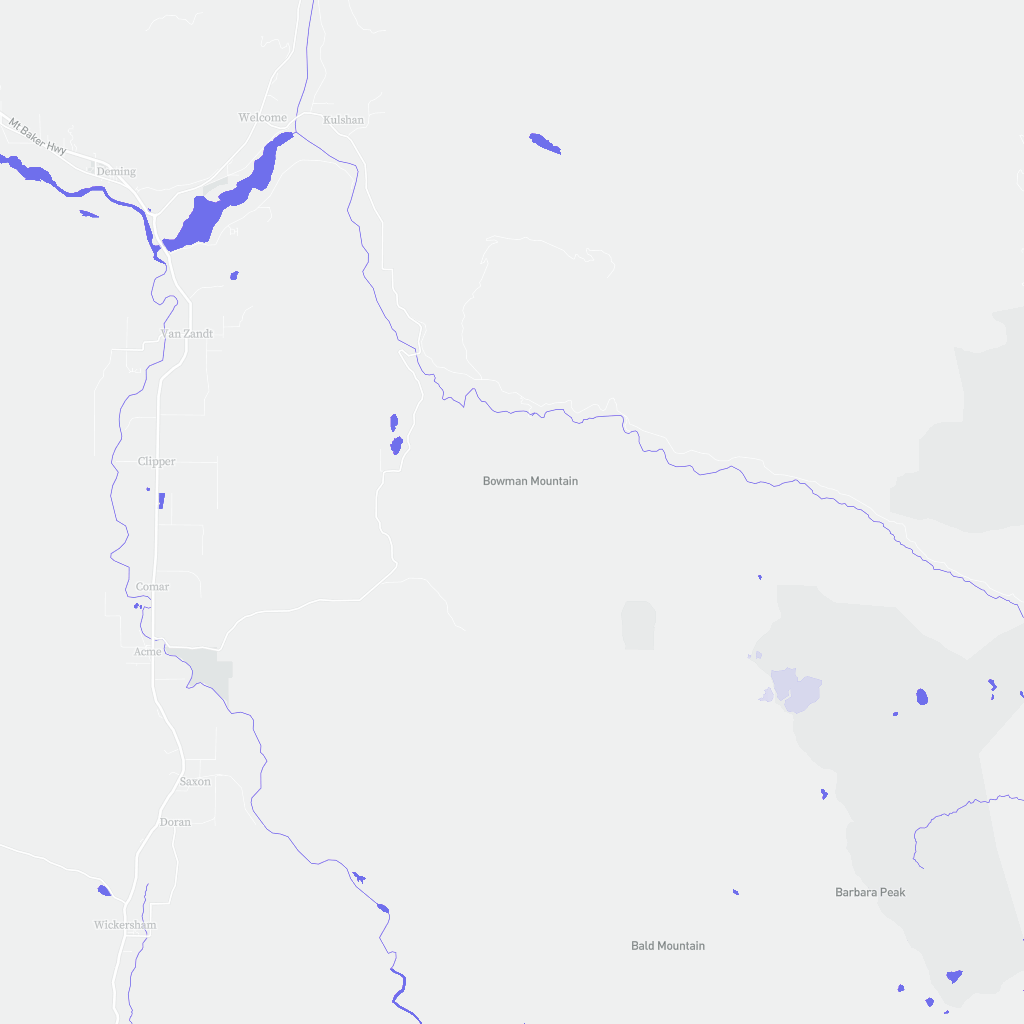 Welcome
Kulshan
Mt Baker Hwy
Deming
Van Zandt
Clipper
Bowman Mountain
Comar
Acme
Saxon
Doran
Barbara Peak
Wickersham
Bald Mountain